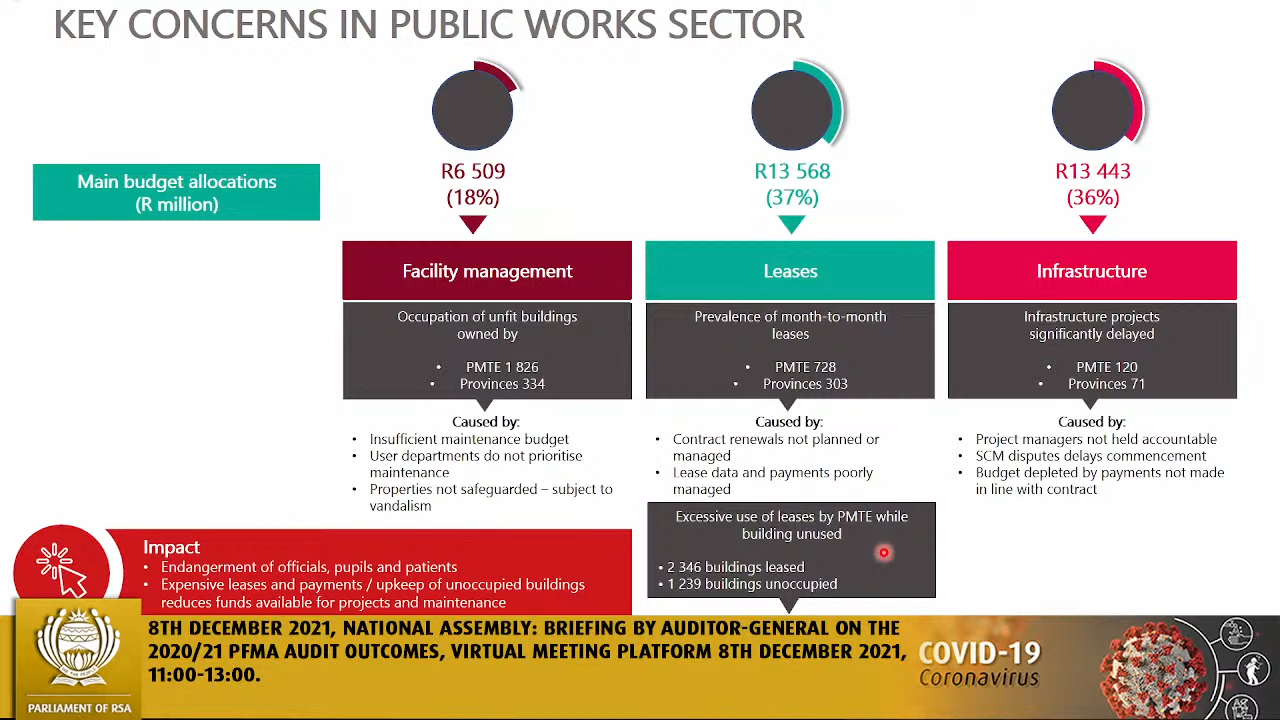 KEY CONCERNS IN PUBLIC WORKS SECTOR
Main budget allocations
(R million)
R6 509
(18%)
R13 568
(37%)
R13 443
(36%)
Facility management
Occupation of unfit buildings
owned by
• PMTE 1 826
• Provinces 334
Caused by:
• Insufficient maintenance budget
• User departments do not prioritise
maintenance
• Properties not safeguarded – subject to
vandalism
Leases
Prevalence of month-to-month
leases
• PMTE 728
• Provinces 303
Caused by:
• Contract renewals not planned or
managed
• Lease data and payments poorly
managed
Excessive use of leases by PMTE while
building unused
• 2 346 buildings leased
• 1 239 buildings unoccupied
Infrastructure
Infrastructure projects
significantly delayed
• PMTE 120
• Provinces 71
Caused by:
• Project managers not held accountable
• SCM disputes delays commencement
• Budget depleted by payments not made
in line with contract
Impact
• Endangerment of officials, pupils and patients
• Expensive leases and payments / upkeep of unoccupied buildings
reduces funds available for projects and maintenance
8TH DECEMBER 2021, NATIONAL ASSEMBLY: BRIEFING BY AUDITOR-GENERAL ON THE
2020/21 PFMA AUDIT OUTCOMES, VIRTUAL MEETING PLATFORM 8TH DECEMBER 2021,
11:00-13:00.
PARLIAMENT OF RSA
COVID-19
Coronavirus